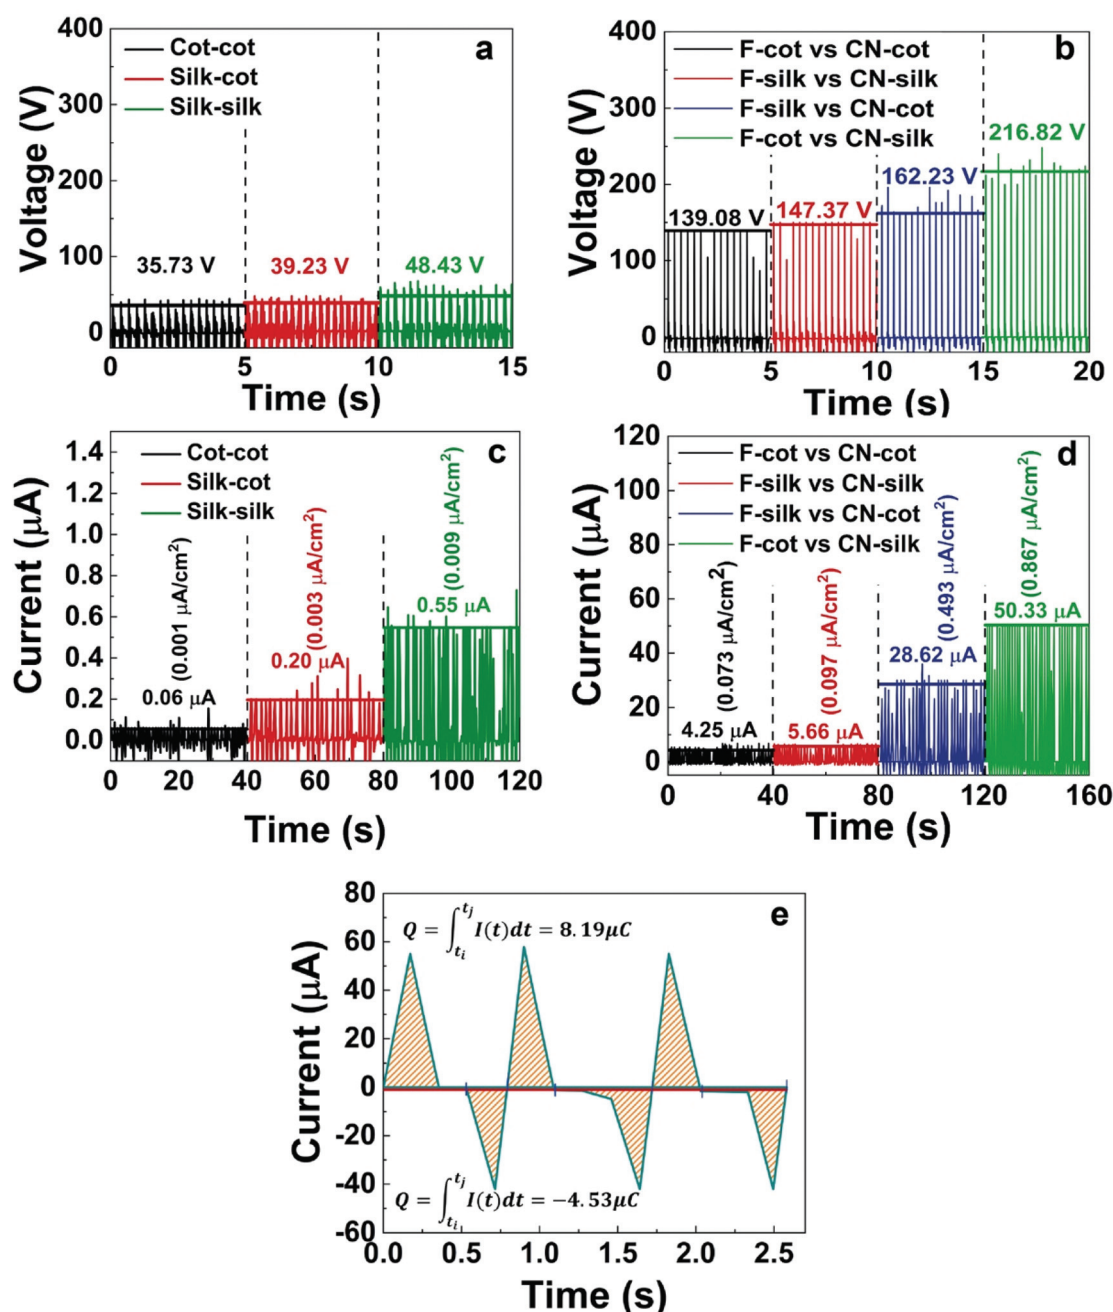 a
Cot-cot
Silk-cot
Silk-silk
400
300
200
100
0
Voltage (V)
35.73 V
39.23 V
48.43 V
0
5
10
15
Time (s)
b
F-cot vs CN-cot
F-silk vs CN-silk
F-silk vs CN-cot
F-cot vs CN-silk
400
300
200
100
0
Voltage (V)
139.08 V
147.37 V
162.23 V
216.82 V
0
5
10
15
20
Time (s)
c
Cot-cot
Silk-cot
Silk-silk
1.4
1.2
1.0
0.8
0.6
0.4
0.2
0.0
Current (μA)
0.06 μA
(0.001 μA/cm²)
0.20 μA
(0.003 μA/cm²)
0.55 μA
(0.009 μA/cm²)
0
20
40
60
80
100
120
Time (s)
d
F-cot vs CN-cot
F-silk vs CN-silk
F-silk vs CN-cot
F-cot vs CN-silk
120
100
80
60
40
20
0
Current (μA)
4.25 μA
(0.073 μA/cm²)
5.66 μA
(0.097 μA/cm²)
28.62 μA
(0.493 μA/cm²)
50.33 μA
(0.867 μA/cm²)
0
40
80
120
160
Time (s)
e
80
60
40
20
0
-20
-40
-60
Current (μA)
Q = ∫_{t_i}^{t_j} I(t)dt = 8.19μC
Q = ∫_{t_i}^{t_j} I(t)dt = −4.53μC
0.0
0.5
1.0
1.5
2.0
2.5
Time (s)